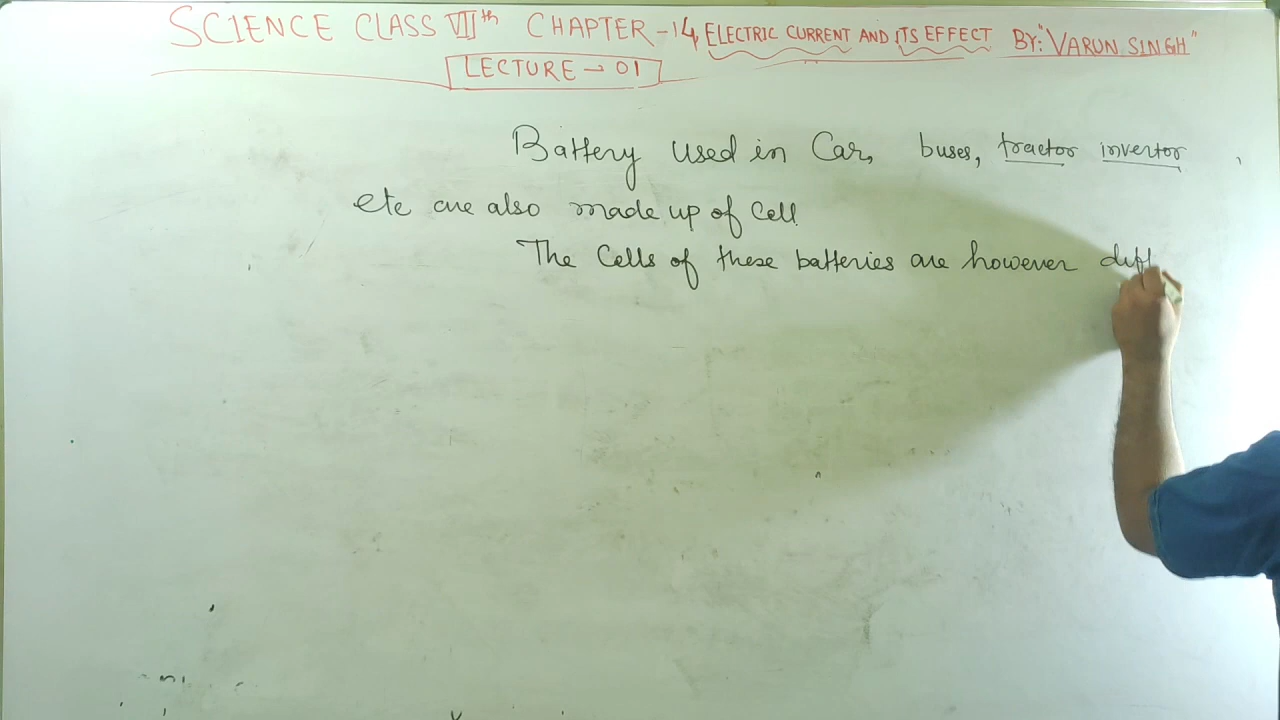 SCIENCE CLASS VIIth CHAPTER-14, ELECTRIC CURRENT AND ITS EFFECT BY:"VARUN SINGH"
LECTURE → 01
Battery used in Car, buses, tractor invertor,
etc are also made up of Cell.
The Cells of these batteries are however diff